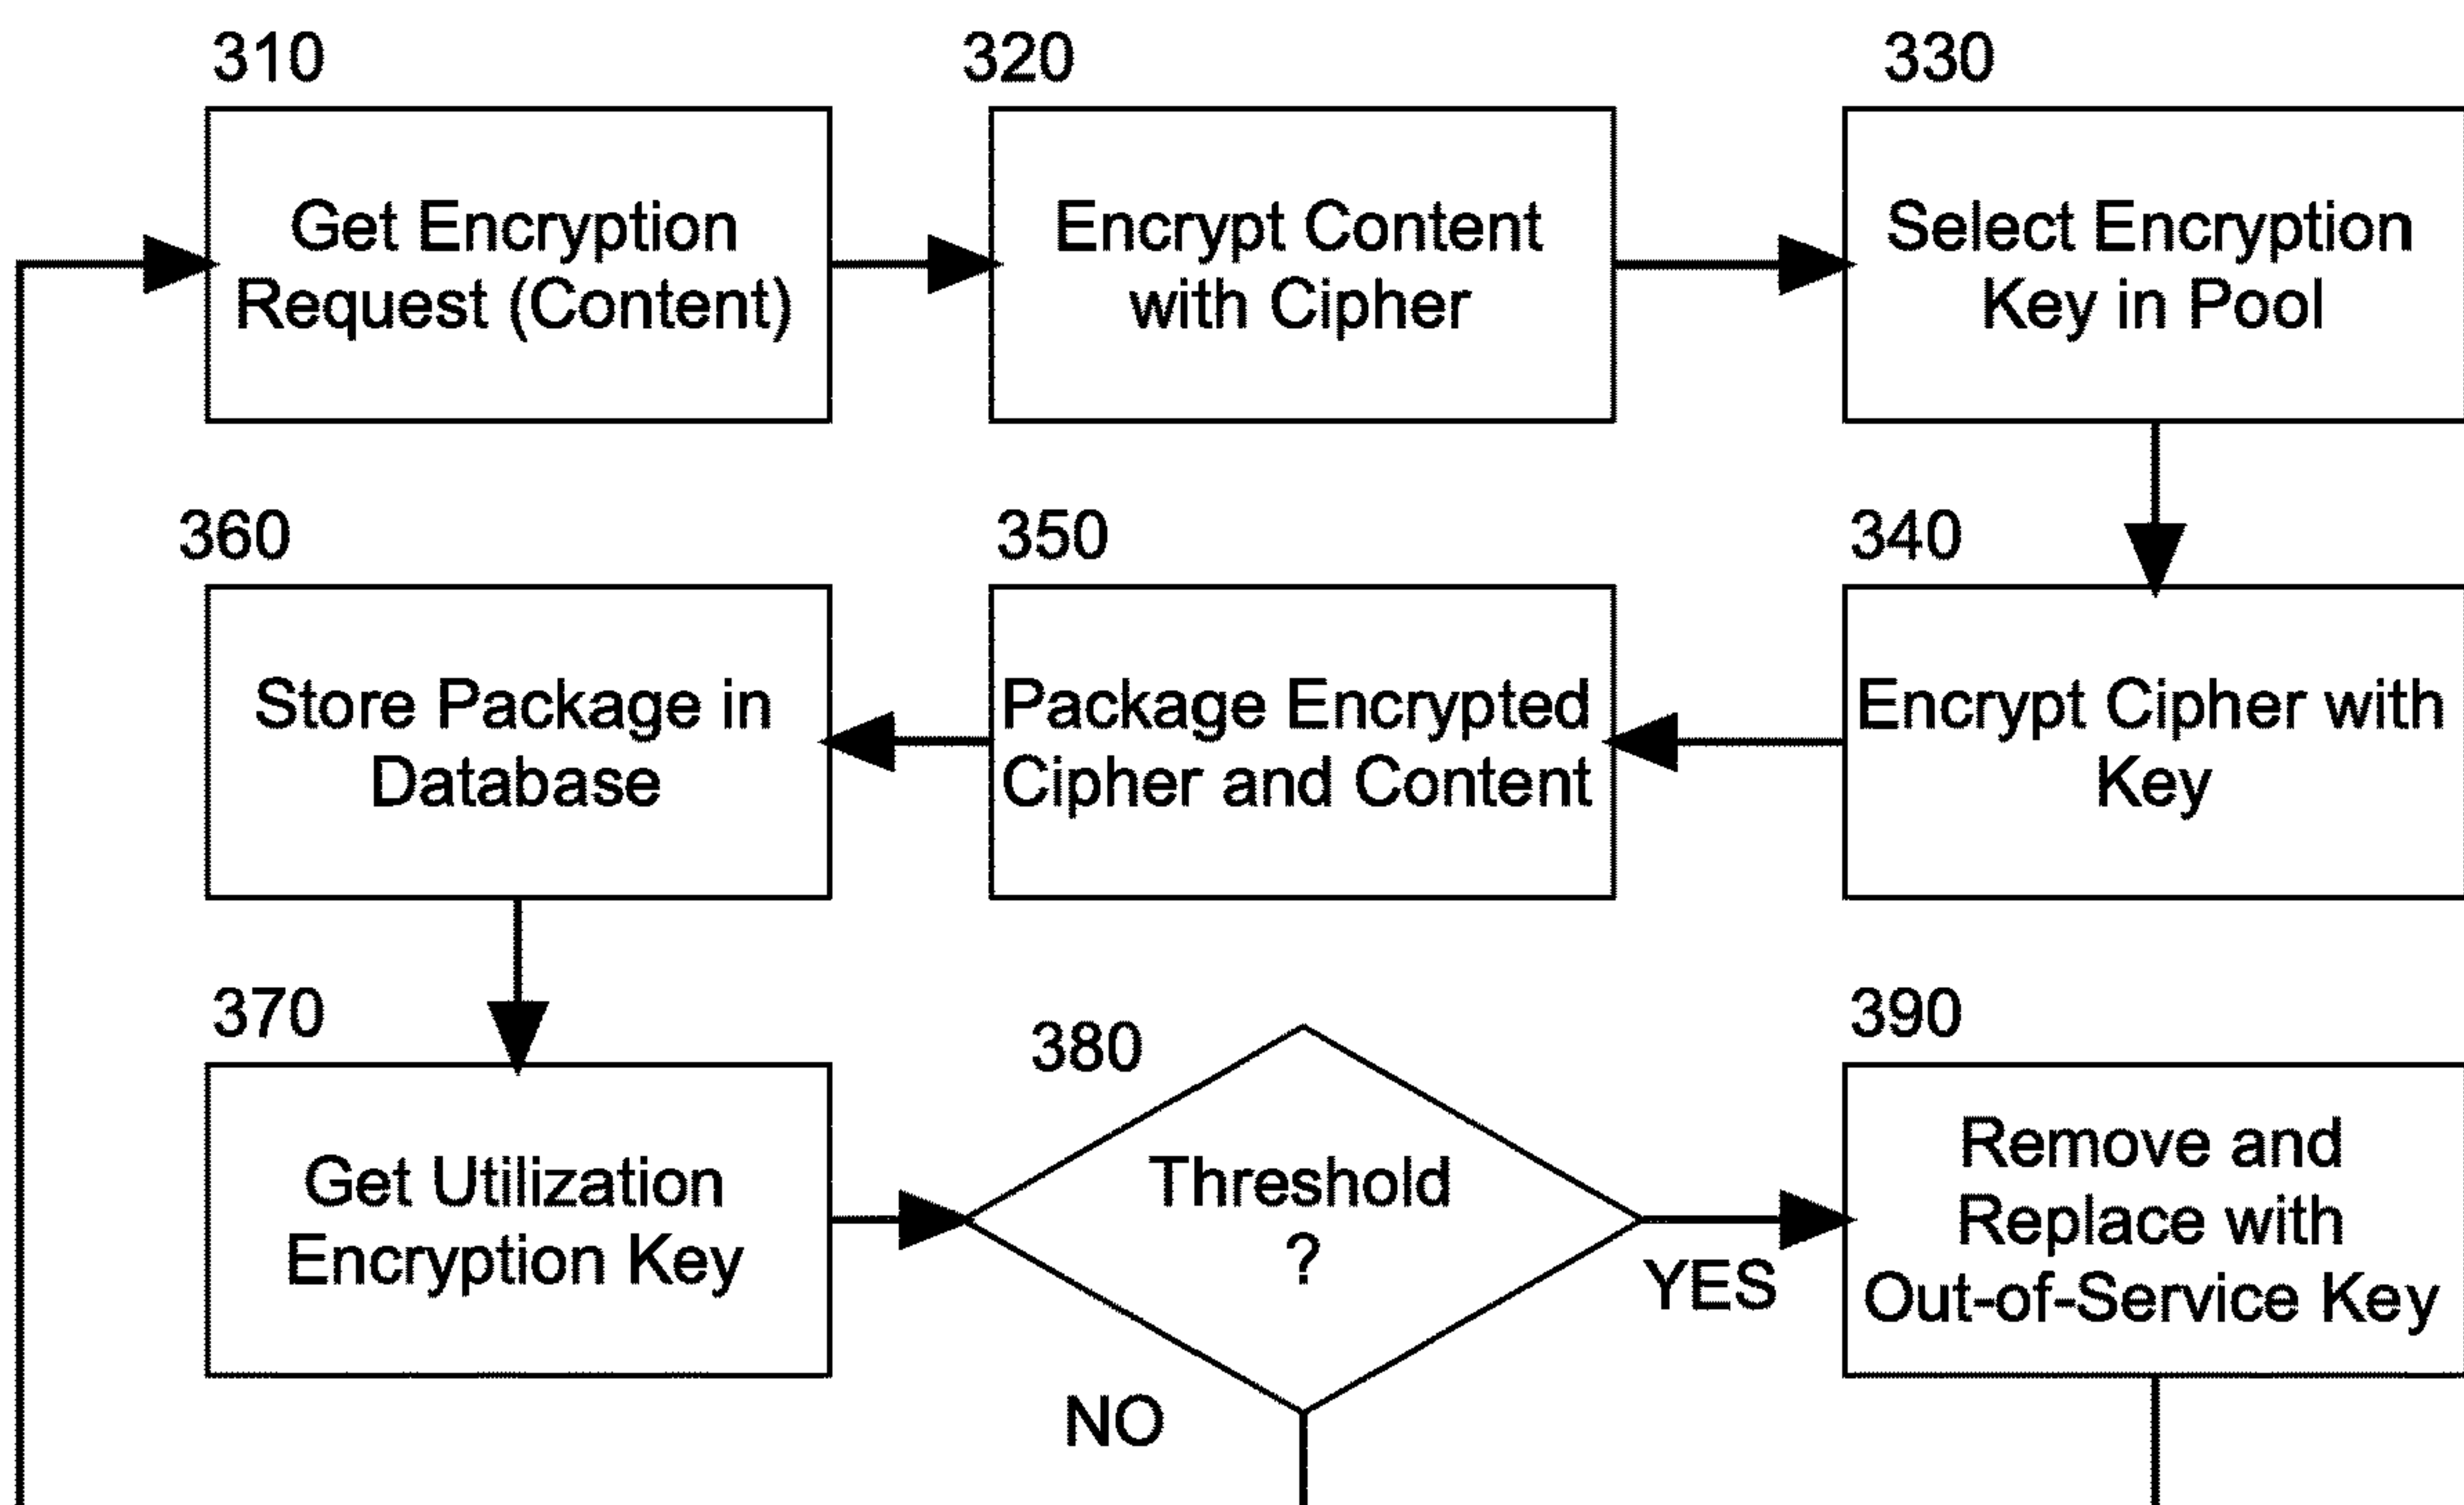 310
Get Encryption
Request (Content)
320
Encrypt Content
with Cipher
330
Select Encryption
Key in Pool
340
Encrypt Cipher with
Key
350
Package Encrypted
Cipher and Content
360
Store Package in
Database
370
Get Utilization
Encryption Key
380
Threshold
?
YES
NO
390
Remove and
Replace with
Out-of-Service Key